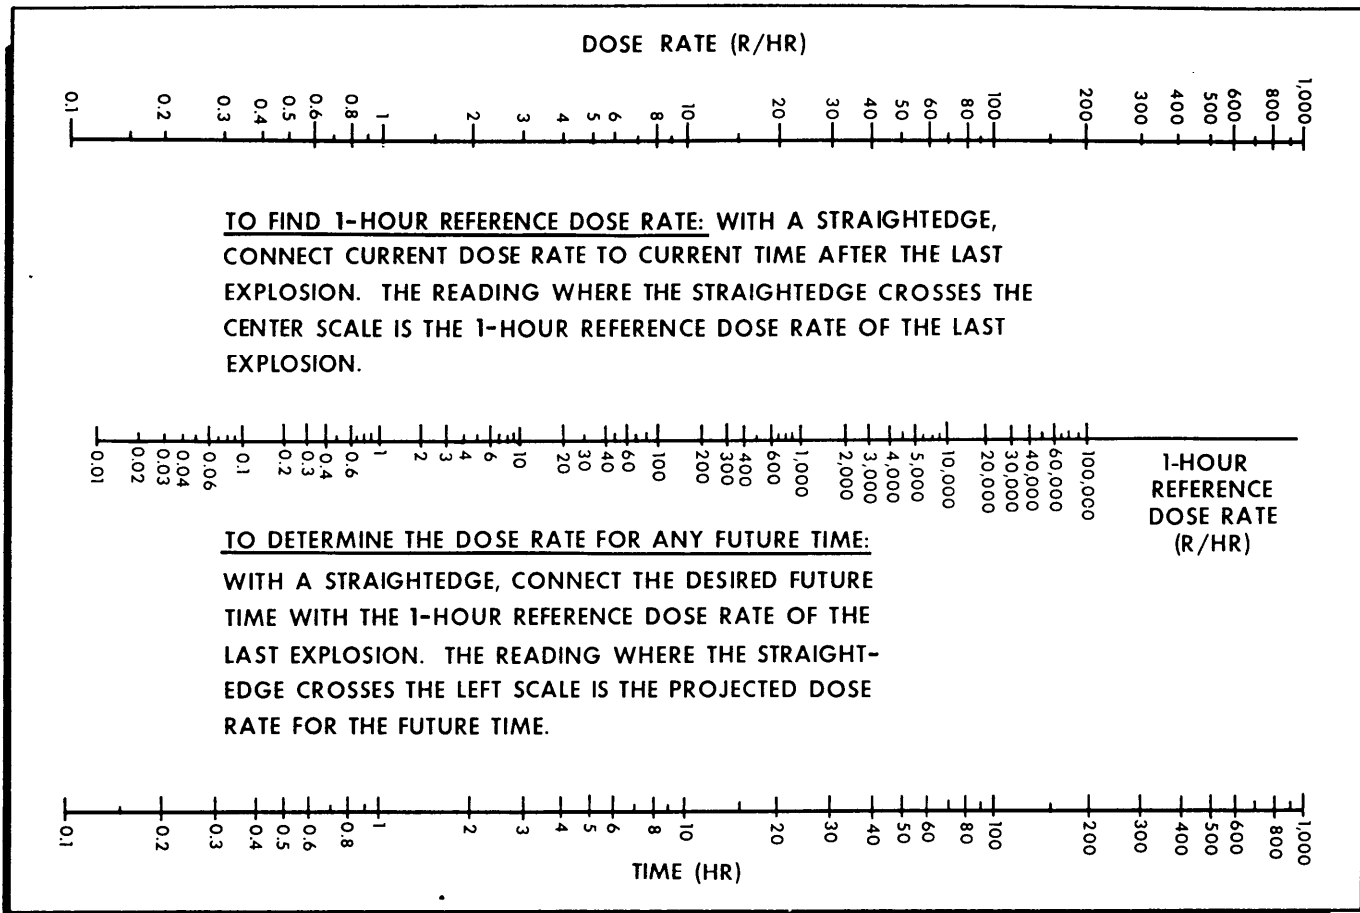 DOSE RATE (R/HR)
0.1 0.2 0.3 0.4 0.5 0.6 0.8 1 2 3 4 5 6 8 10 20 30 40 50 60 80 100 200 300 400 500 600 800 1,000
TO FIND 1-HOUR REFERENCE DOSE RATE: WITH A STRAIGHTEDGE,
CONNECT CURRENT DOSE RATE TO CURRENT TIME AFTER THE LAST
EXPLOSION. THE READING WHERE THE STRAIGHTEDGE CROSSES THE
CENTER SCALE IS THE 1-HOUR REFERENCE DOSE RATE OF THE LAST
EXPLOSION.
0.01 0.02 0.03 0.04 0.06 0.1 0.2 0.3 0.4 0.6 1 2 3 4 6 10 20 30 40 60 100 200 300 400 600 1,000 2,000 3,000 4,000 5,000 10,000 20,000 30,000 40,000 60,000 100,000
1-HOUR
REFERENCE
DOSE RATE
(R/HR)
TO DETERMINE THE DOSE RATE FOR ANY FUTURE TIME:
WITH A STRAIGHTEDGE, CONNECT THE DESIRED FUTURE
TIME WITH THE 1-HOUR REFERENCE DOSE RATE OF THE
LAST EXPLOSION. THE READING WHERE THE STRAIGHT-
EDGE CROSSES THE LEFT SCALE IS THE PROJECTED DOSE
RATE FOR THE FUTURE TIME.
0.1 0.2 0.3 0.4 0.5 0.6 0.8 1 2 3 4 5 6 8 10 20 30 40 50 60 80 100 200 300 400 500 600 800 1,000
TIME (HR)